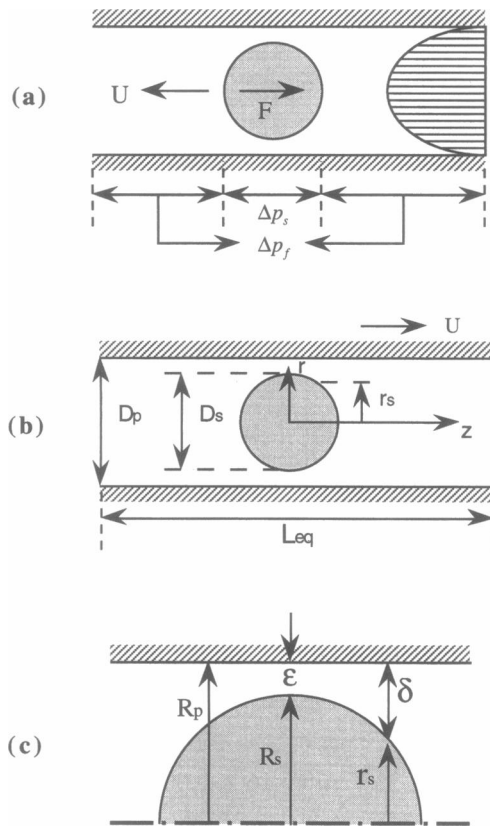 (a)
U
F
Δp_s
Δp_f
U
(b)
D_p
D_s
r
r_s
z
L_eq
(c)
R_p
ε
R_s
δ
r_s